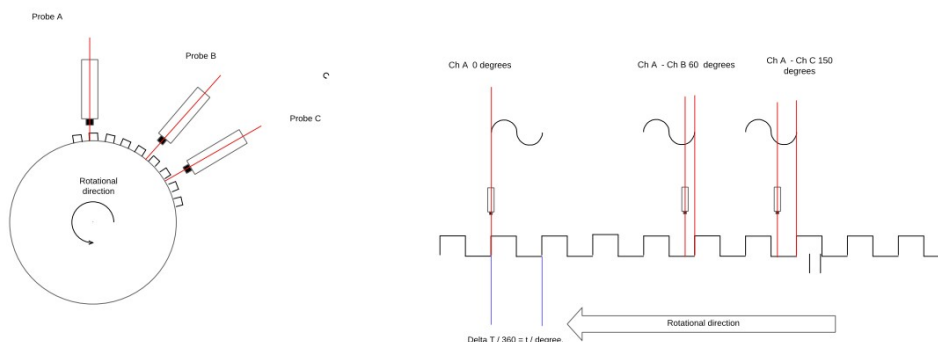 Probe A
Probe B
C
Probe C
Rotational
direction
Ch A 0 degrees
Ch A - Ch B 60 degrees
Ch A - Ch C 150
degrees
Rotational direction
Delta T / 360 = t / degree.